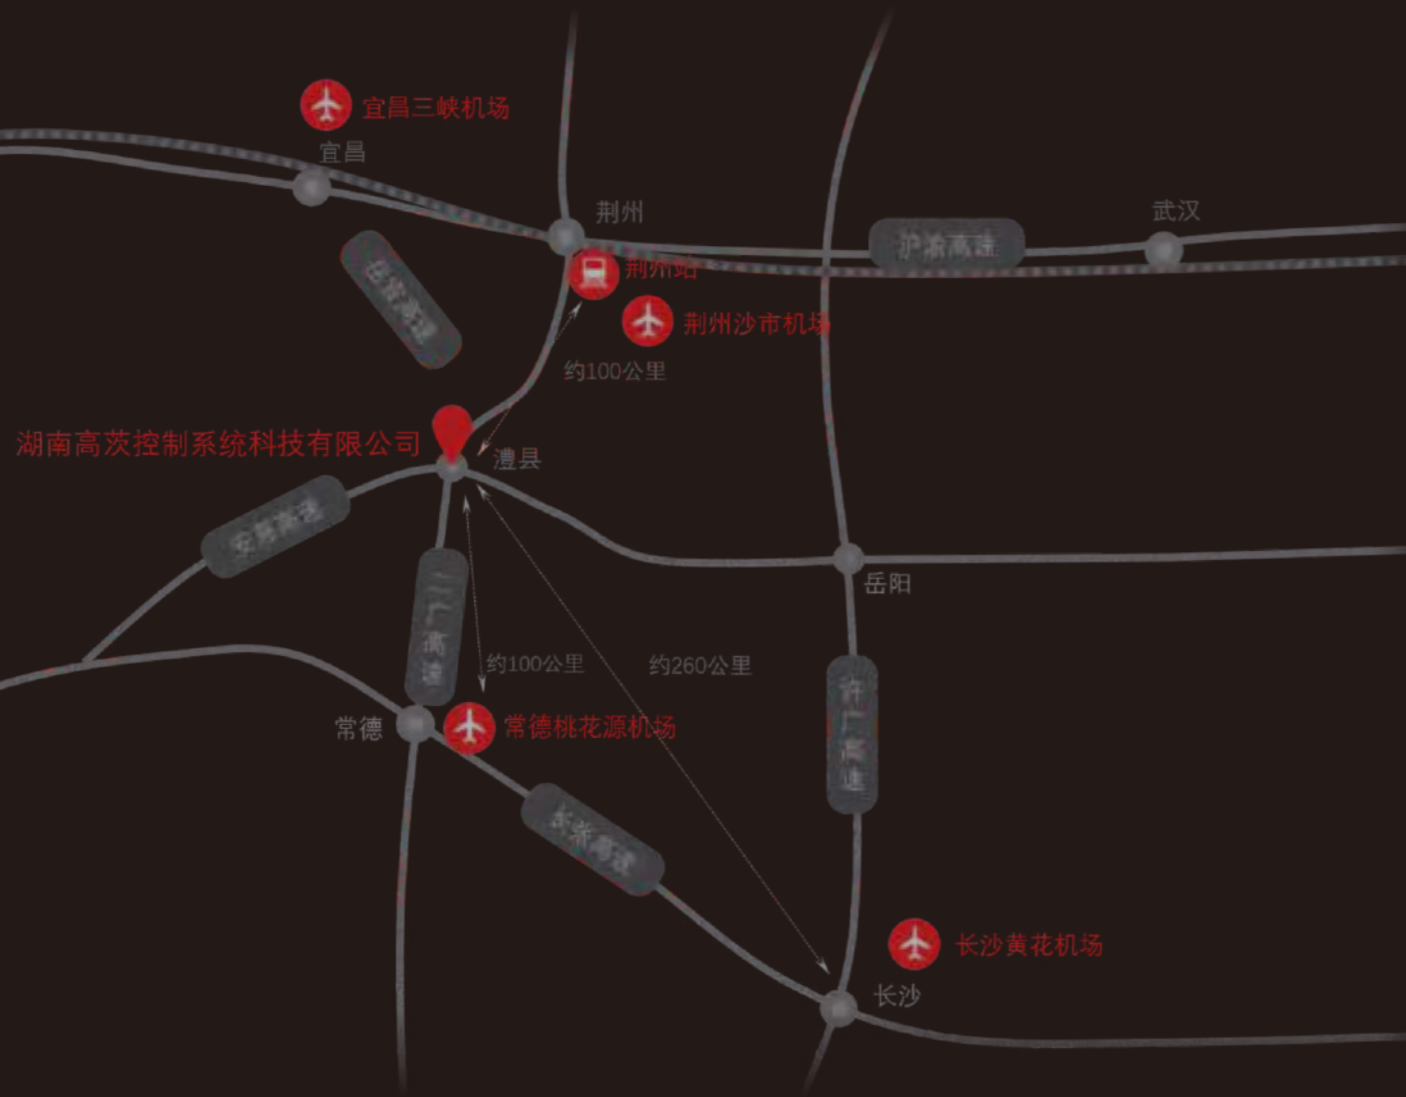 宜昌三峡机场
宜昌
荆州
武汉
沪渝高速
荆州站
荆州沙市机场
约100公里
湖南高茨控制系统科技有限公司
澧县
二广高速
岳阳
约100公里
约260公里
许广高速
常德
常德桃花源机场
长张高速
长沙黄花机场
长沙